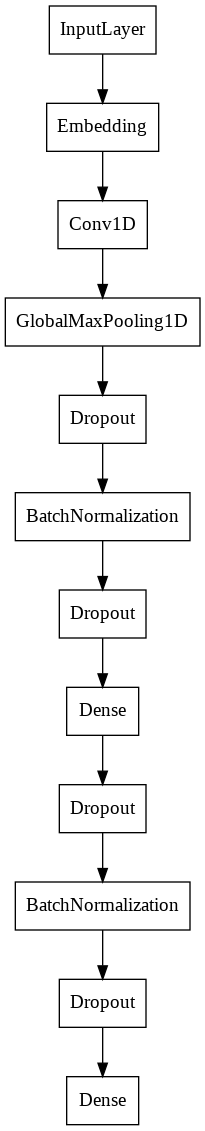 InputLayer
Embedding
Conv1D
GlobalMaxPooling1D
Dropout
BatchNormalization
Dropout
Dense
Dropout
BatchNormalization
Dropout
Dense